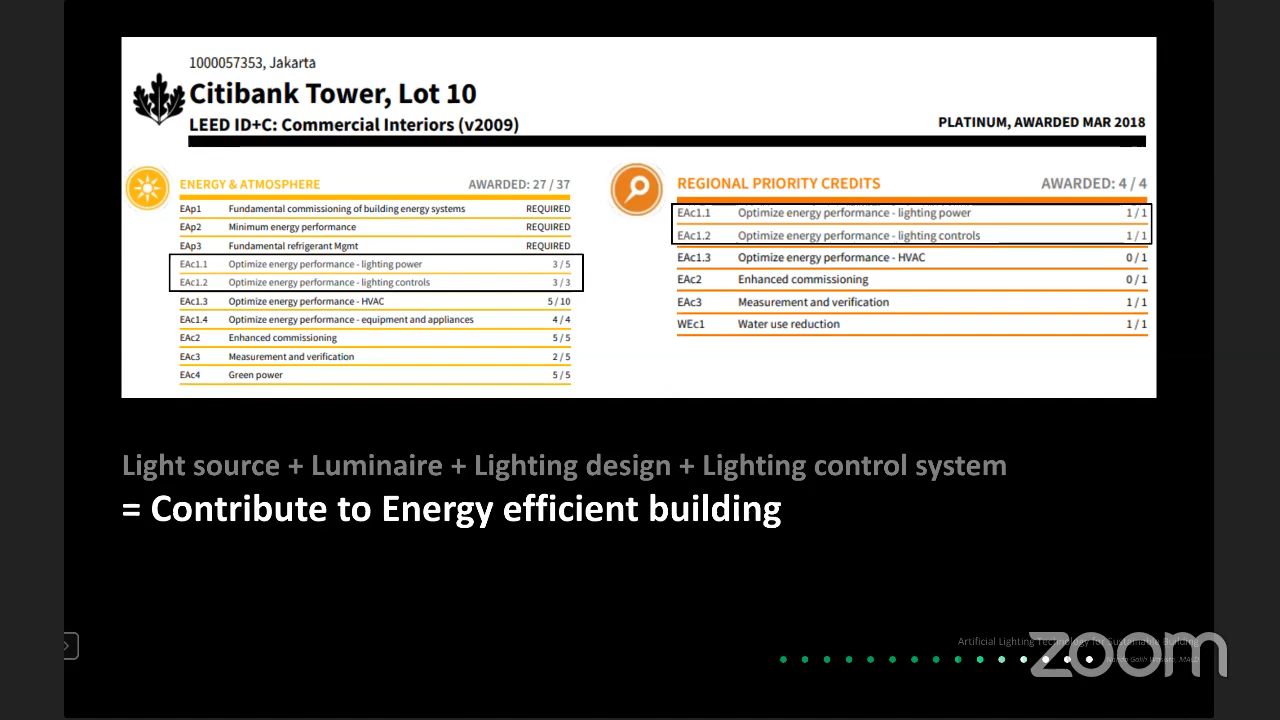 1000057353, Jakarta
Citibank Tower, Lot 10
LEED ID+C: Commercial Interiors (v2009)
PLATINUM, AWARDED MAR 2018
ENERGY & ATMOSPHERE AWARDED: 27 / 37
EAp1 Fundamental commissioning of building energy systems REQUIRED
EAp2 Minimum energy performance REQUIRED
EAp3 Fundamental refrigerant Mgmt REQUIRED
EAc1.1 Optimize energy performance - lighting power 3 / 5
EAc1.2 Optimize energy performance - lighting controls 3 / 3
EAc1.3 Optimize energy performance - HVAC 5 / 10
EAc1.4 Optimize energy performance - equipment and appliances 4 / 4
EAc2 Enhanced commissioning 5 / 5
EAc3 Measurement and verification 2 / 5
EAc4 Green power 5 / 5
REGIONAL PRIORITY CREDITS AWARDED: 4 / 4
EAc1.1 Optimize energy performance - lighting power 1 / 1
EAc1.2 Optimize energy performance - lighting controls 1 / 1
EAc1.3 Optimize energy performance - HVAC 0 / 1
EAc2 Enhanced commissioning 0 / 1
EAc3 Measurement and verification 1 / 1
WEc1 Water use reduction 1 / 1
Light source + Luminaire + Lighting design + Lighting control system
= Contribute to Energy efficient building
Artificial Lighting Technology for Building
zoom